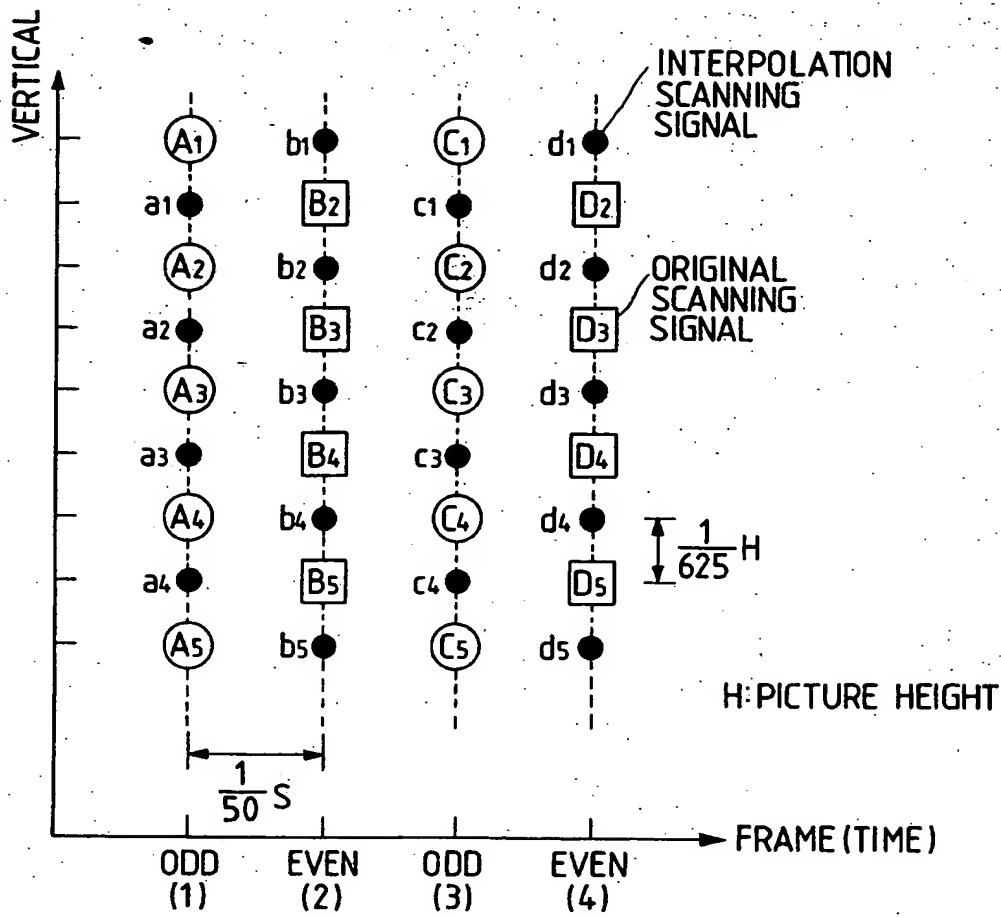 VERTICAL
INTERPOLATION
SCANNING
SIGNAL
A1 b1 C1 d1
a1 B2 c1 D2
A2 b2 C2 d2
ORIGINAL
SCANNING
SIGNAL
a2 B3 c2 D3
A3 b3 C3 d3
a3 B4 c3 D4
A4 b4 C4 d4
1/625 H
a4 B5 c4 D5
A5 b5 C5 d5
H:PICTURE HEIGHT
1/50 S
FRAME (TIME)
ODD EVEN ODD EVEN
(1) (2) (3) (4)